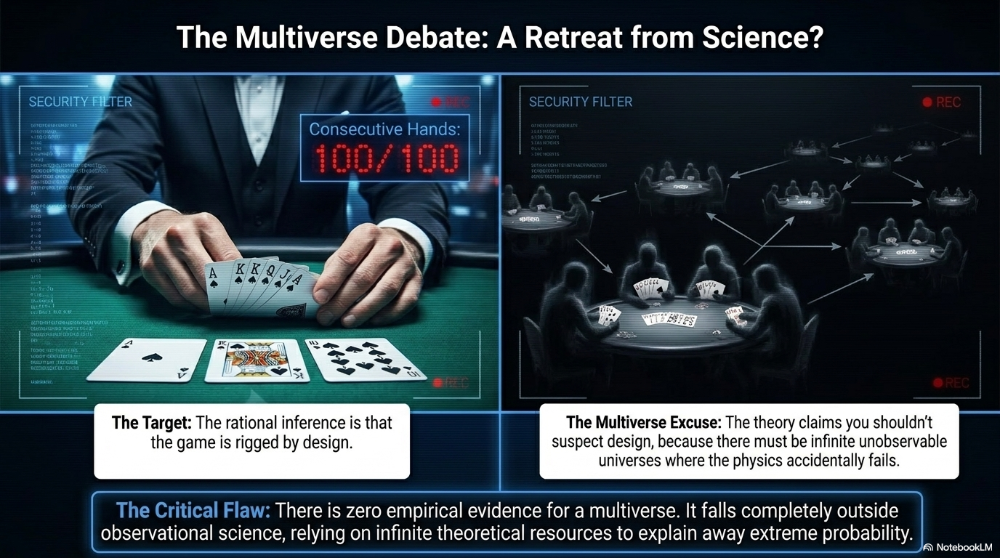 The Multiverse Debate: A Retreat from Science?
SECURITY FILTER
REC
Consecutive Hands:
100/100
A K K Q J A
A
A
K
10
REC
The Target: The rational inference is that
the game is rigged by design.
SECURITY FILTER
REC
REC
The Multiverse Excuse: The theory claims you shouldn't
suspect design, because there must be infinite unobservable
universes where the physics accidentally fails.
The Critical Flaw: There is zero empirical evidence for a multiverse. It falls completely outside
observational science, relying on infinite theoretical resources to explain away extreme probability.
NotebookLM